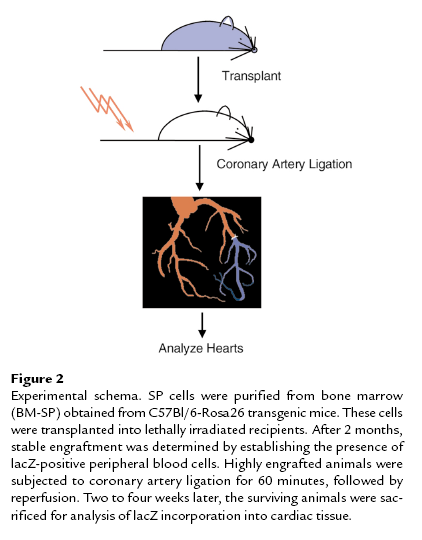 Transplant
Coronary Artery Ligation
Analyze Hearts
Figure 2
Experimental schema. SP cells were purified from bone marrow
(BM-SP) obtained from C57Bl/6-Rosa26 transgenic mice. These cells
were transplanted into lethally irradiated recipients. After 2 months,
stable engraftment was determined by establishing the presence of
lacZ-positive peripheral blood cells. Highly engrafted animals were
subjected to coronary artery ligation for 60 minutes, followed by
reperfusion. Two to four weeks later, the surviving animals were sac-
rificed for analysis of lacZ incorporation into cardiac tissue.